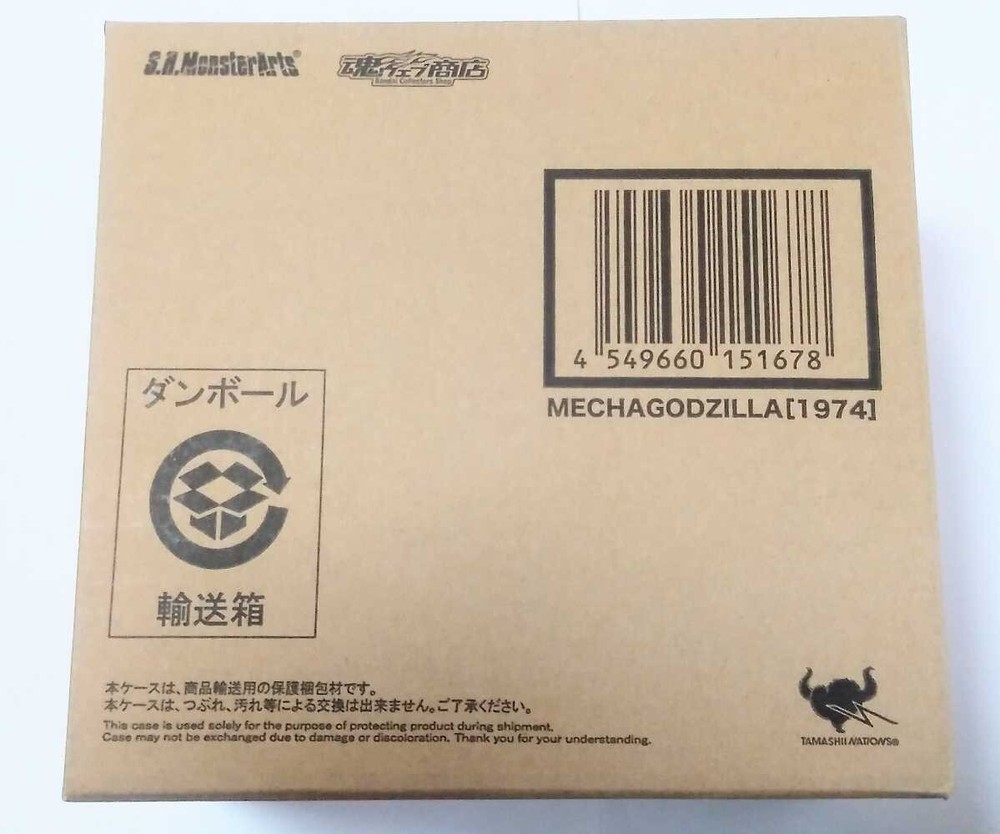 S.H.MonsterArts®
魂ウェブ商店
Bandai Collectors Shop
4 549660 151678
MECHAGODZILLA[1974]
ダンボール
輸送箱
本ケースは、商品輸送用の保護梱包材です。
本ケースは、つぶれ、汚れ等による交換は出来ません。ご了承ください。
This case is used solely for the purpose of protecting product during shipment.
Case may not be exchanged due to damage or discoloration. Thank you for your understanding.
TAMASHII NATIONS®